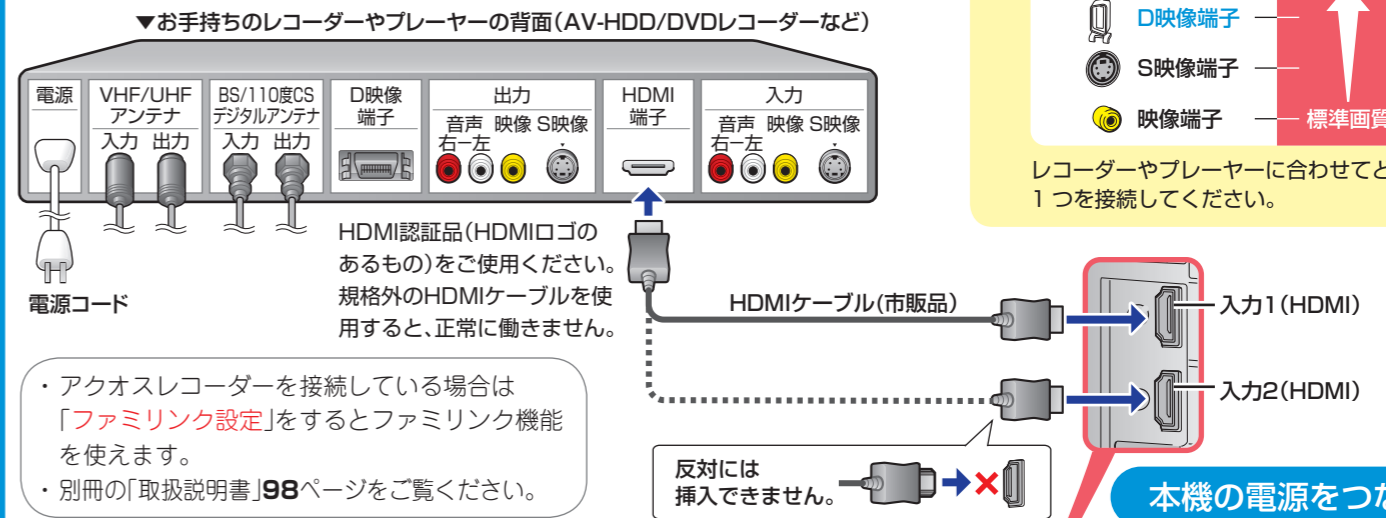 ▼お手持ちのレコーダーやプレーヤーの背面(AV-HDD/DVDレコーダーなど)
電源
VHF/UHF
アンテナ
入力 出力
BS/110度CS
デジタルアンテナ
入力 出力
D映像
端子
出力
音声 映像 S映像
右ー左
HDMI
端子
入力
音声 映像 S映像
右ー左
電源コード
HDMI認証品(HDMIロゴの
あるもの)をご使用ください。
規格外のHDMIケーブルを使
用すると、正常に働きません。
HDMIケーブル(市販品)
D映像端子
S映像端子
映像端子
標準画質
レコーダーやプレーヤーに合わせてど
1つを接続してください。
入力1(HDMI)
入力2(HDMI)
・アクオスレコーダーを接続している場合は
「ファミリンク設定」をするとファミリンク機能
を使えます。
・別冊の「取扱説明書」98ページをご覧ください。
反対には
挿入できません。
本機の電源をつな